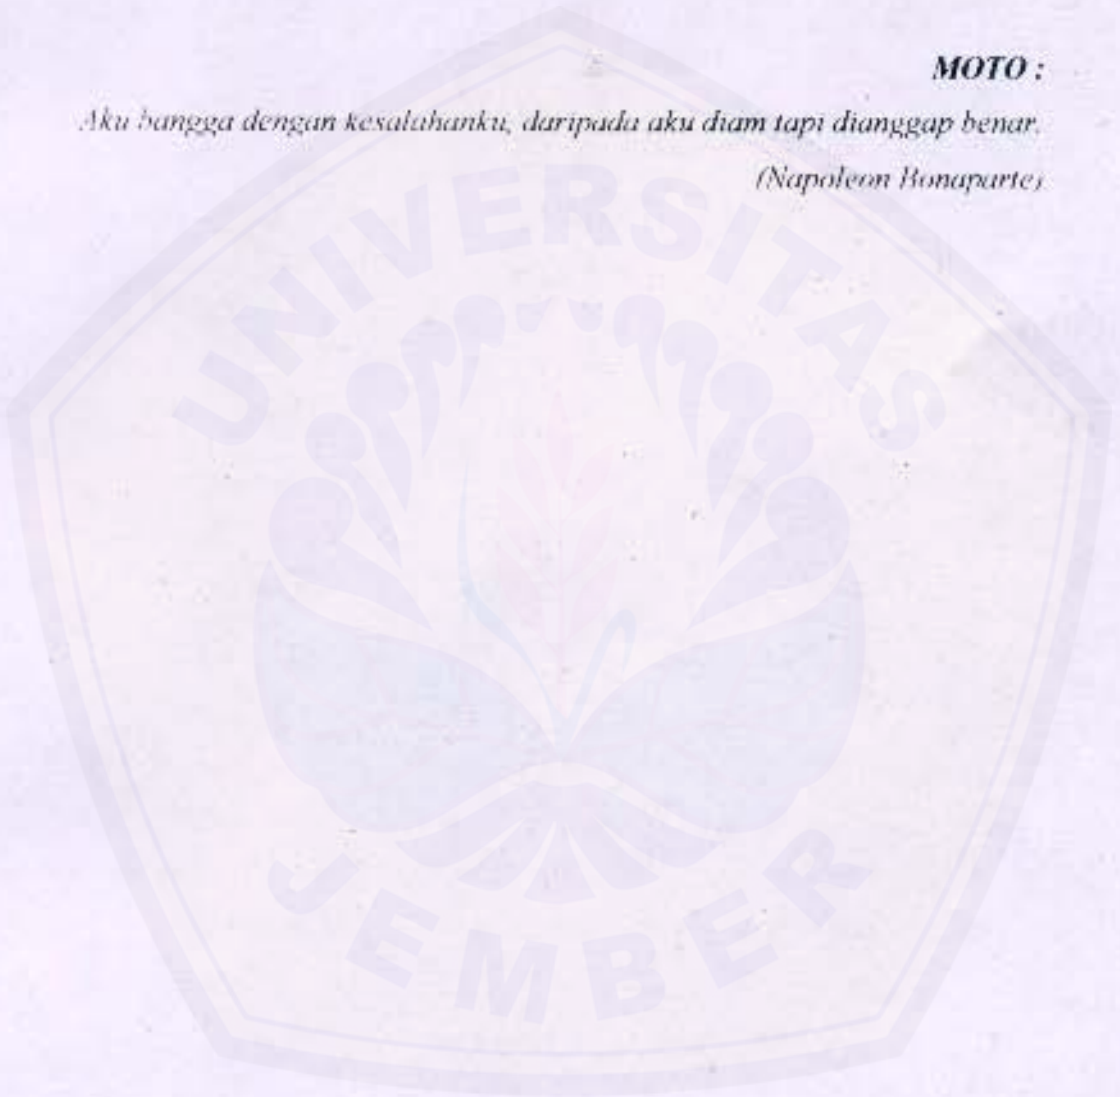 MOTO :
Aku bangga dengan kesalahanku, daripada aku diam tapi dianggap benar.
(Napoleon Bonaparte)
UNIVERSITAS
JEMBER